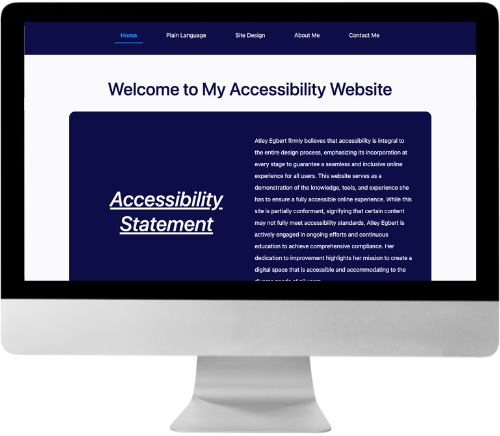 Home Plain Language Site Design About Me Contact Me
Welcome to My Accessibility Website
Accessibility
Statement
Atley Egbert firmly believes that accessibility is integral to
the entire design process, emphasizing its incorporation at
every stage to guarantee a seamless and inclusive online
experience for all users. This website serves as a
demonstration of the knowledge, tools, and experience she
has to ensure a fully accessible online experience. While this
site is partially conformant, signifying that certain content
may not fully meet accessibility standards, Atley Egbert is
actively engaged in ongoing efforts and continuous
education to achieve comprehensive compliance. Her
dedication to improvement highlights her mission to create a
digital space that is accessible and accommodating to the